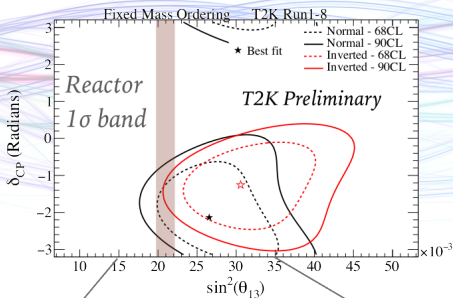 Fixed Mass Ordering T2K Run1-8
Normal - 68CL
Normal - 90CL
Inverted - 68CL
Inverted - 90CL
★ Best fit
Reactor
1σ band
T2K Preliminary
δCP (Radians)
3
2
1
0
−1
−2
−3
10 15 20 25 30 35 40 45 50 ×10⁻³
sin²(θ₁₃)